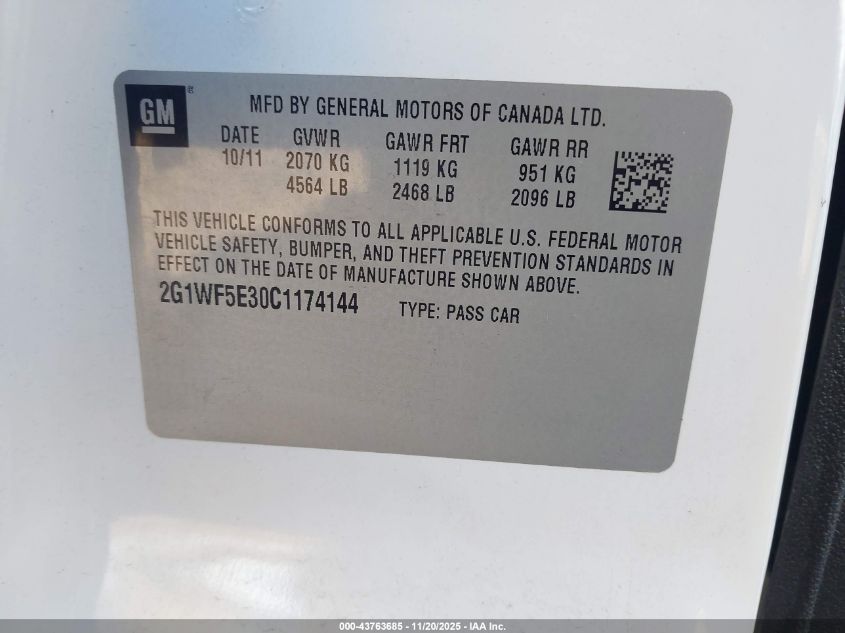 GM ®
MFD BY GENERAL MOTORS OF CANADA LTD.
DATE GVWR GAWR FRT GAWR RR
10/11 2070 KG 1119 KG 951 KG
4564 LB 2468 LB 2096 LB
THIS VEHICLE CONFORMS TO ALL APPLICABLE U.S. FEDERAL MOTOR
VEHICLE SAFETY, BUMPER, AND THEFT PREVENTION STANDARDS IN
EFFECT ON THE DATE OF MANUFACTURE SHOWN ABOVE.
2G1WF5E30C1174144 TYPE: PASS CAR
000-43763685 - 11/20/2025 - IAA Inc.